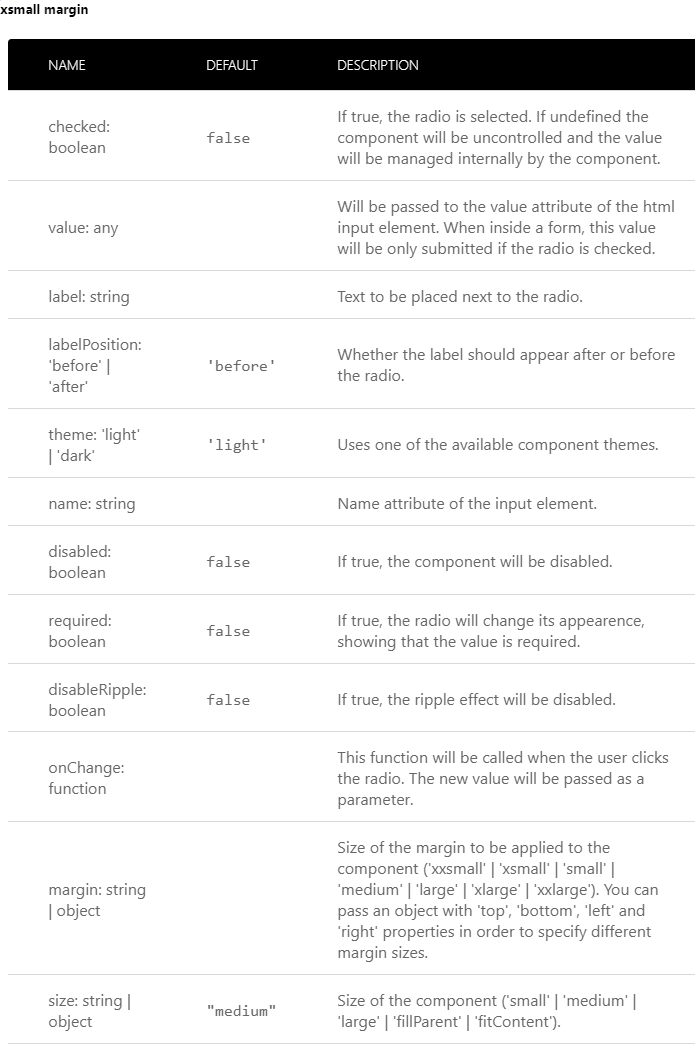 xsmall margin
NAME DEFAULT DESCRIPTION
If true, the radio is selected. If undefined the
checked:
boolean
false
component will be uncontrolled and the value
will be managed internally by the component.
Will be passed to the value attribute of the html
value: any
input element. When inside a form, this value
will be only submitted if the radio is checked.
label: string
Text to be placed next to the radio.
labelPosition:
'before' |
'after'
'before'
Whether the label should appear after or before
the radio.
theme: 'light'
| 'dark'
'light'
Uses one of the available component themes.
name: string
Name attribute of the input element.
disabled:
boolean
false
If true, the component will be disabled.
required:
boolean
false
If true, the radio will change its appearence,
showing that the value is required.
disableRipple:
boolean
false
If true, the ripple effect will be disabled.
onChange:
function
This function will be called when the user clicks
the radio. The new value will be passed as a
parameter.
margin: string
| object
Size of the margin to be applied to the
component ('xxsmall' | 'xsmall' | 'small' |
'medium' | 'large' | 'xlarge' | 'xxlarge'). You can
pass an object with 'top', 'bottom', 'left' and
'right' properties in order to specify different
margin sizes.
size: string |
object
"medium"
Size of the component ('small' | 'medium' |
'large' | 'fillParent' | 'fitContent').